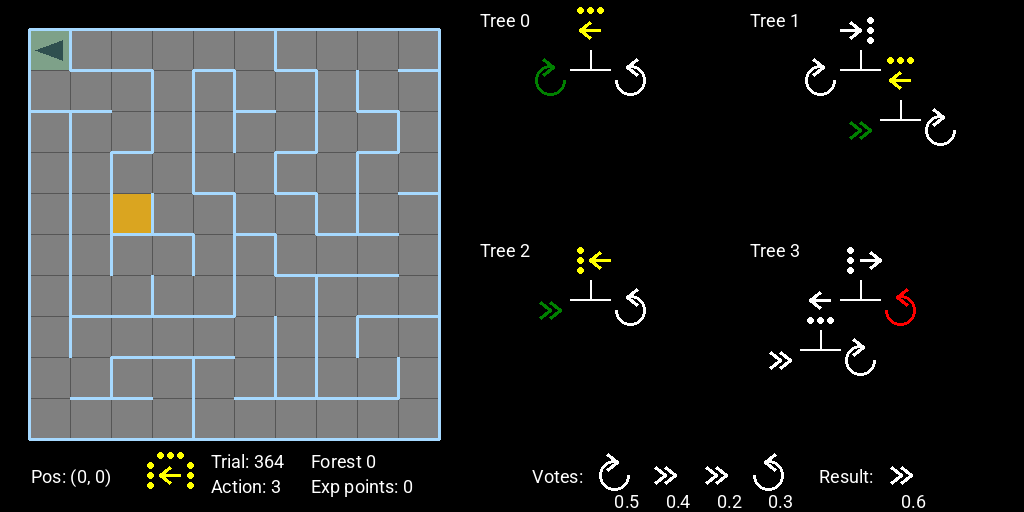 Tree 0
Tree 1
Tree 2
Tree 3
Pos: (0, 0)
Trial: 364
Forest 0
Action: 3
Exp points: 0
Votes:
0.5
0.4
0.2
0.3
Result:
0.6